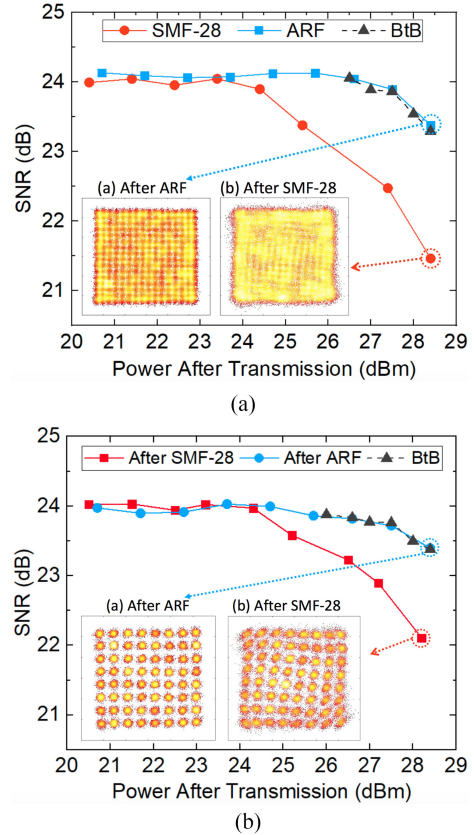 (a)
25
SMF-28 ARF BtB
24
23
22
21
SNR (dB)
(a) After ARF (b) After SMF-28
20 21 22 23 24 25 26 27 28 29
Power After Transmission (dBm)
(a)
25
After SMF-28 After ARF BtB
24
23
22
21
SNR (dB)
(a) After ARF (b) After SMF-28
20 21 22 23 24 25 26 27 28 29
Power After Transmission (dBm)
(b)